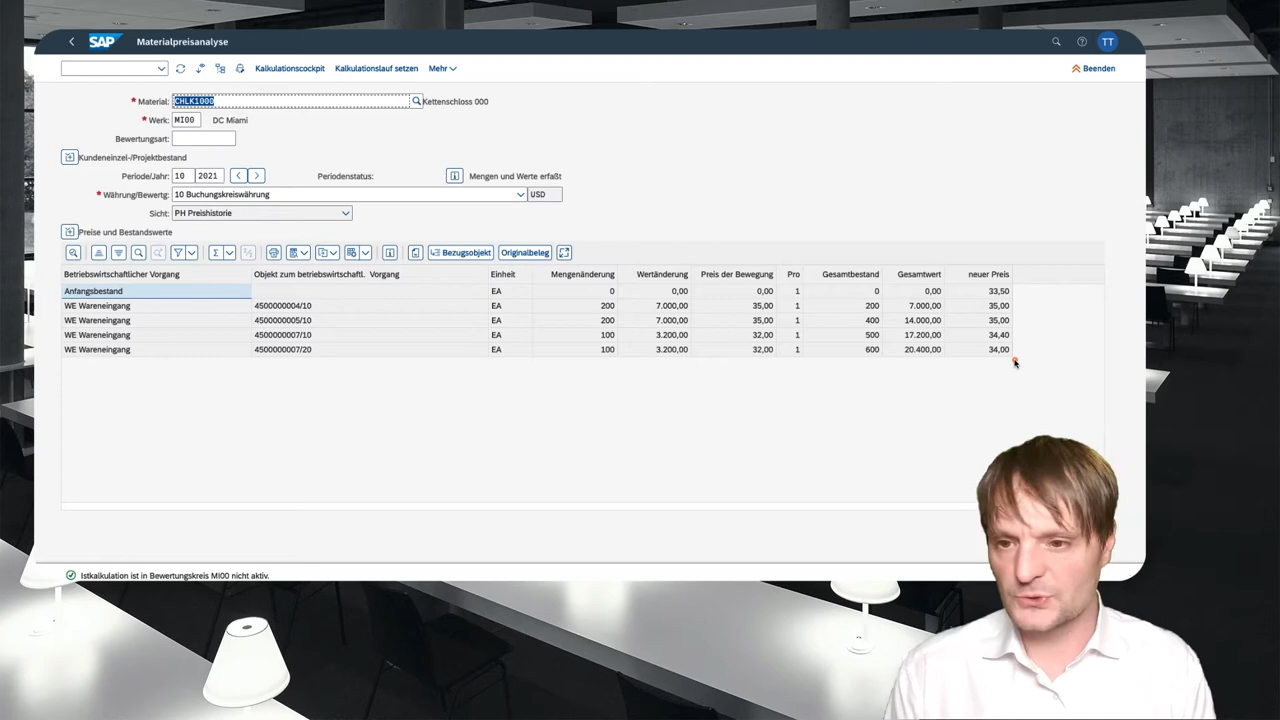 SAP Materialpreisanalyse TT
Kalkulationscockpit Kalkulationslauf setzen Mehr Beenden
* Material: CHLK1000 Kettenschloss 000
* Werk: MI00 DC Miami
Bewertungsart:
Kundeneinzel-/Projektbestand
Periode/Jahr: 10 2021 Periodenstatus: Mengen und Werte erfaßt
* Währung/Bewertg: 10 Buchungskreiswährung USD
Sicht: PH Preishistorie
Preise und Bestandswerte
Bezugsobjekt Originalbeleg
Betriebswirtschaftlicher Vorgang Objekt zum betriebswirtschaftl. Vorgang Einheit Mengenänderung Wertänderung Preis der Bewegung Pro Gesamtbestand Gesamtwert neuer Preis
Anfangsbestand EA 0 0,00 0,00 1 0 0,00 33,50
WE Wareneingang 4500000004/10 EA 200 7.000,00 35,00 1 200 7.000,00 35,00
WE Wareneingang 4500000005/10 EA 200 7.000,00 35,00 1 400 14.000,00 35,00
WE Wareneingang 4500000007/10 EA 100 3.200,00 32,00 1 500 17.200,00 34,40
WE Wareneingang 4500000007/20 EA 100 3.200,00 32,00 1 600 20.400,00 34,00
Istkalkulation ist in Bewertungskreis MI00 nicht aktiv.